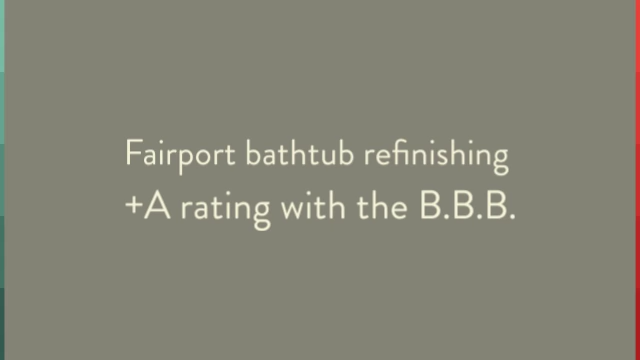 Fairport bathtub refinishing
+A rating with the B.B.B.